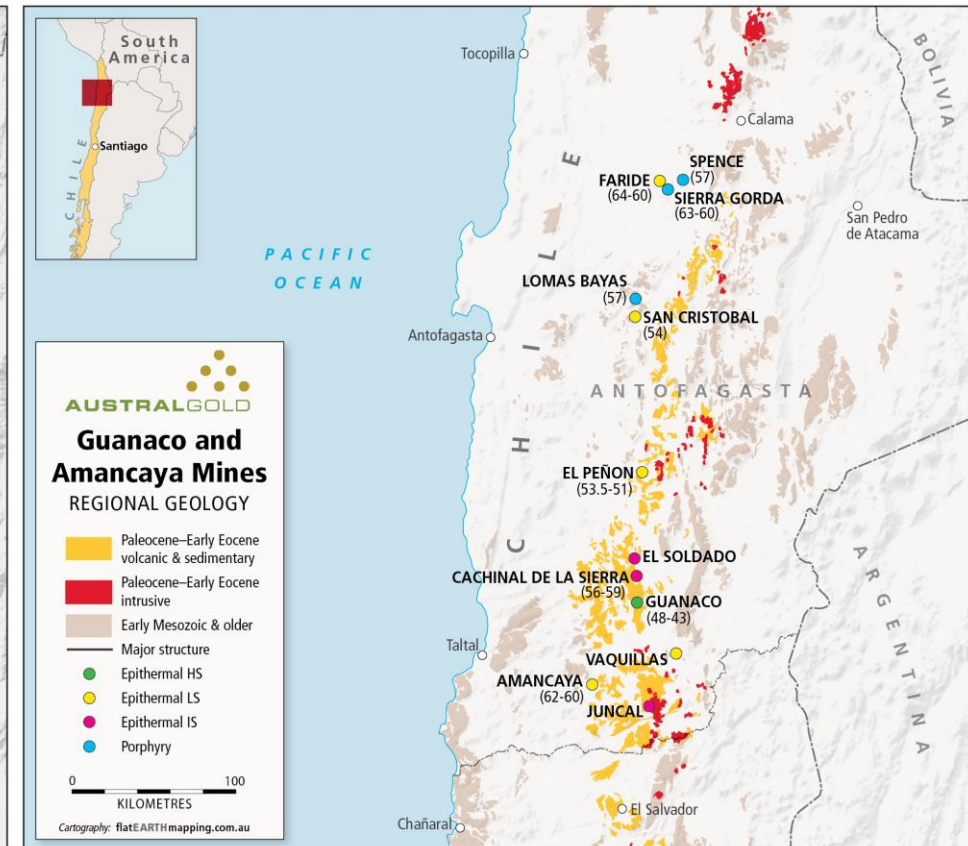 South
America
Santiago
CHILE
PACIFIC
OCEAN
AUSTRALGOLD
Guanaco and
Amancaya Mines
REGIONAL GEOLOGY
Paleocene–Early Eocene
volcanic & sedimentary
Paleocene–Early Eocene
intrusive
Early Mesozoic & older
Major structure
Epithermal HS
Epithermal LS
Epithermal IS
Porphyry
0 100
KILOMETRES
Cartography: flatEARTHmapping.com.au
Tocopilla
BOLIVIA
Calama
SPENCE
(57)
FARIDE
(64-60)
SIERRA GORDA
(63-60)
San Pedro
de Atacama
CHILE
LOMAS BAYAS
(57)
SAN CRISTOBAL
(54)
Antofagasta
ANTOFAGASTA
EL PEÑON
(53.5-51)
EL SOLDADO
CACHINAL DE LA SIERRA
(56-59)
GUANACO
(48-43)
ARGENTINA
Taltal
VAQUILLAS
AMANCAYA
(62-60)
JUNCAL
El Salvador
Chañaral